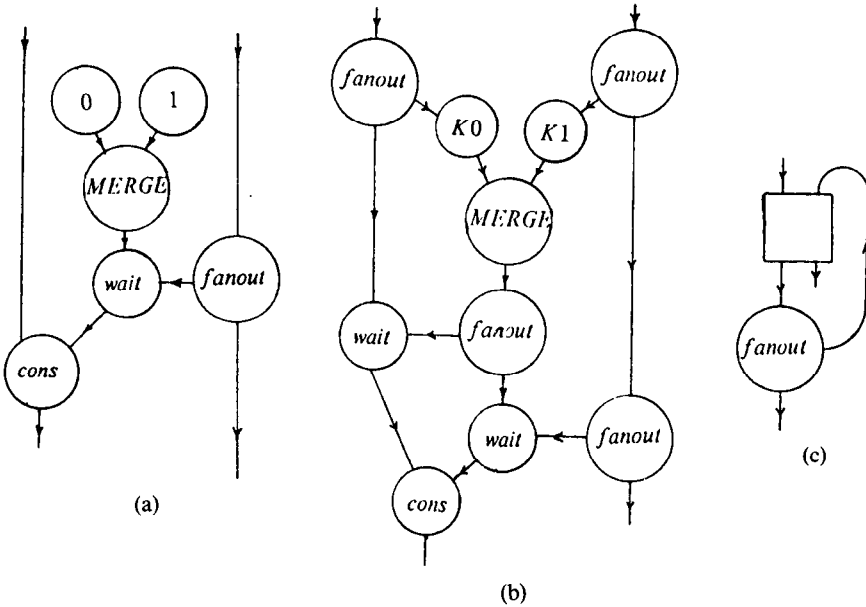 0 1
MERGE
wait fanout
cons
(a)
fanout fanout
K0 K1
MERGE
wait fanout
wait fanout
cons
(b)
fanout
(c)